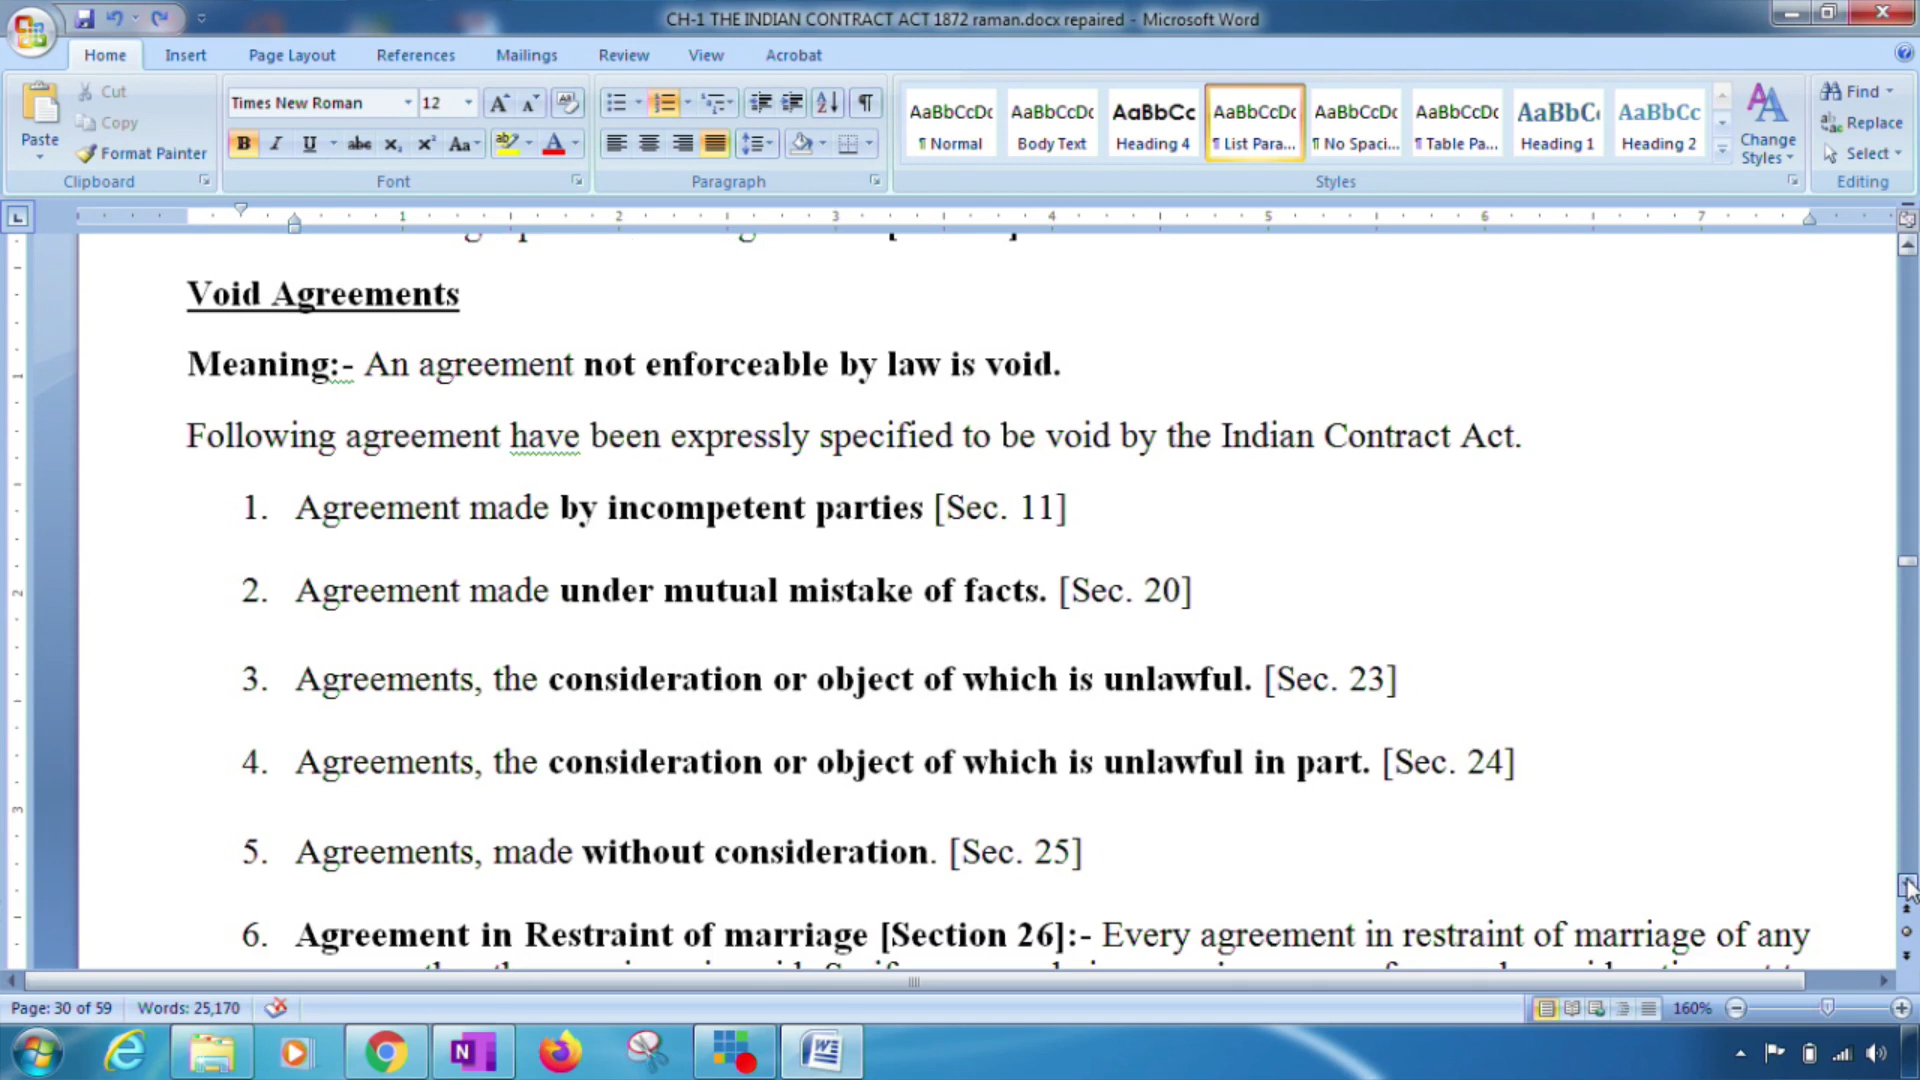 CH-1 THE INDIAN CONTRACT ACT 1872 raman.docx repaired - Microsoft Word
Home Insert Page Layout References Mailings Review View Acrobat
Paste Cut Copy Format Painter Clipboard
Times New Roman 12 Font
Paragraph
AaBbCcDc ¶ Normal
AaBbCcDc Body Text
AaBbCc Heading 4
AaBbCcDc ¶ List Para...
AaBbCcDc ¶ No Spaci...
AaBbCcDc ¶ Table Pa...
AaBbC Heading 1
AaBbCc Heading 2
Change Styles Styles
Find Replace Select Editing
1 2 3 4 5 6 7
Void Agreements
Meaning:- An agreement not enforceable by law is void.
Following agreement have been expressly specified to be void by the Indian Contract Act.
1. Agreement made by incompetent parties [Sec. 11]
2. Agreement made under mutual mistake of facts. [Sec. 20]
3. Agreements, the consideration or object of which is unlawful. [Sec. 23]
4. Agreements, the consideration or object of which is unlawful in part. [Sec. 24]
5. Agreements, made without consideration. [Sec. 25]
6. Agreement in Restraint of marriage [Section 26]:- Every agreement in restraint of marriage of any
Page: 30 of 59 Words: 25,170 160%